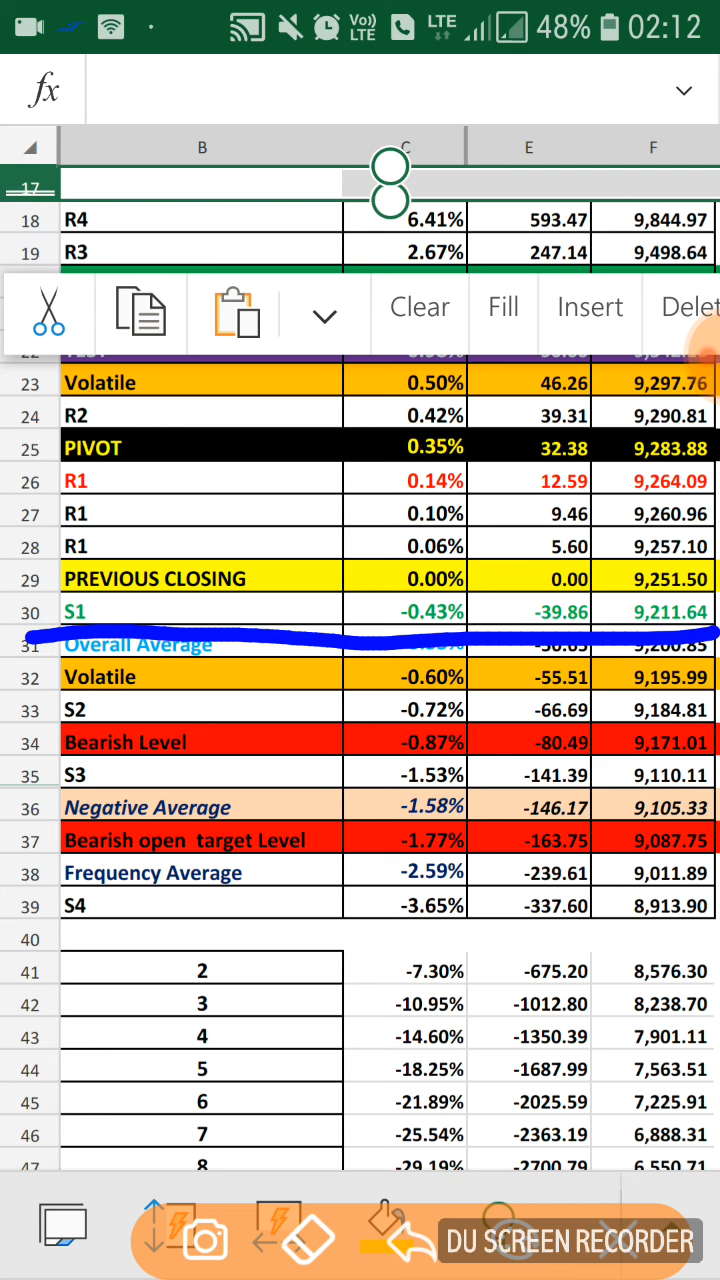 Vo)) LTE LTE 48% 02:12
fx
B C E F
17
18 R4 6.41% 593.47 9,844.97
19 R3 2.67% 247.14 9,498.64
Clear Fill Insert Delet
23 Volatile 0.50% 46.26 9,297.76
24 R2 0.42% 39.31 9,290.81
25 PIVOT 0.35% 32.38 9,283.88
26 R1 0.14% 12.59 9,264.09
27 R1 0.10% 9.46 9,260.96
28 R1 0.06% 5.60 9,257.10
29 PREVIOUS CLOSING 0.00% 0.00 9,251.50
30 S1 -0.43% -39.86 9,211.64
31 Overall Average -50.65 9,200.85
32 Volatile -0.60% -55.51 9,195.99
33 S2 -0.72% -66.69 9,184.81
34 Bearish Level -0.87% -80.49 9,171.01
35 S3 -1.53% -141.39 9,110.11
36 Negative Average -1.58% -146.17 9,105.33
37 Bearish open target Level -1.77% -163.75 9,087.75
38 Frequency Average -2.59% -239.61 9,011.89
39 S4 -3.65% -337.60 8,913.90
40
41 2 -7.30% -675.20 8,576.30
42 3 -10.95% -1012.80 8,238.70
43 4 -14.60% -1350.39 7,901.11
44 5 -18.25% -1687.99 7,563.51
45 6 -21.89% -2025.59 7,225.91
46 7 -25.54% -2363.19 6,888.31
47 8 -29.19% -2700.79 6,550.71
DU SCREEN RECORDER